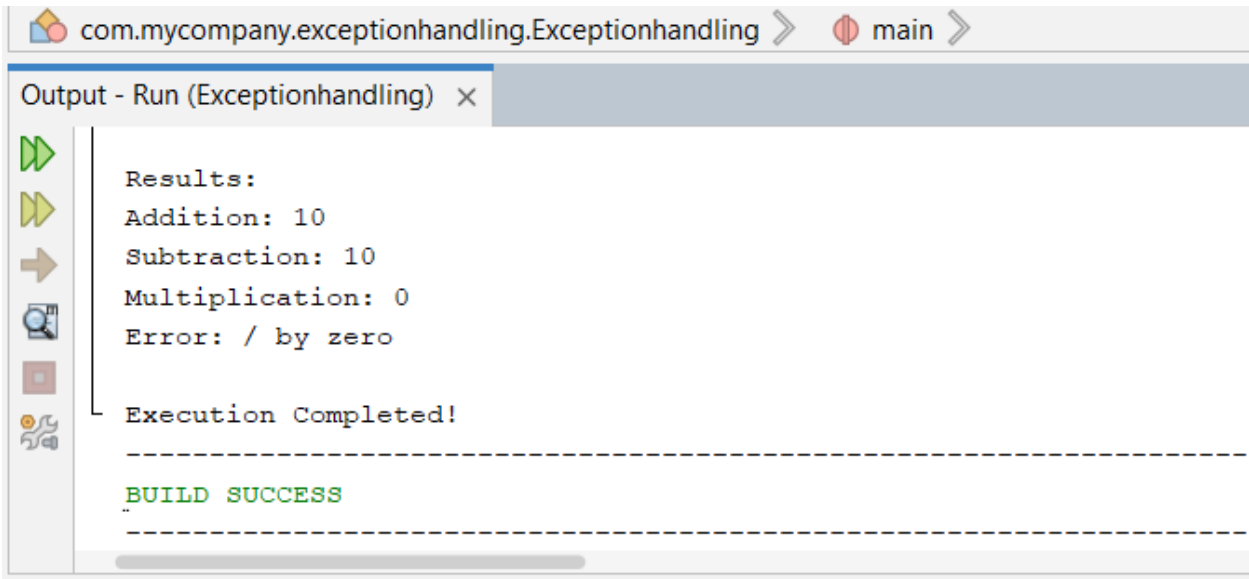 com.mycompany.exceptionhandling.Exceptionhandling main
Output - Run (Exceptionhandling) ×
Results:
Addition: 10
Subtraction: 10
Multiplication: 0
Error: / by zero
Execution Completed!
------------------------------------------------------------------------
BUILD SUCCESS
------------------------------------------------------------------------